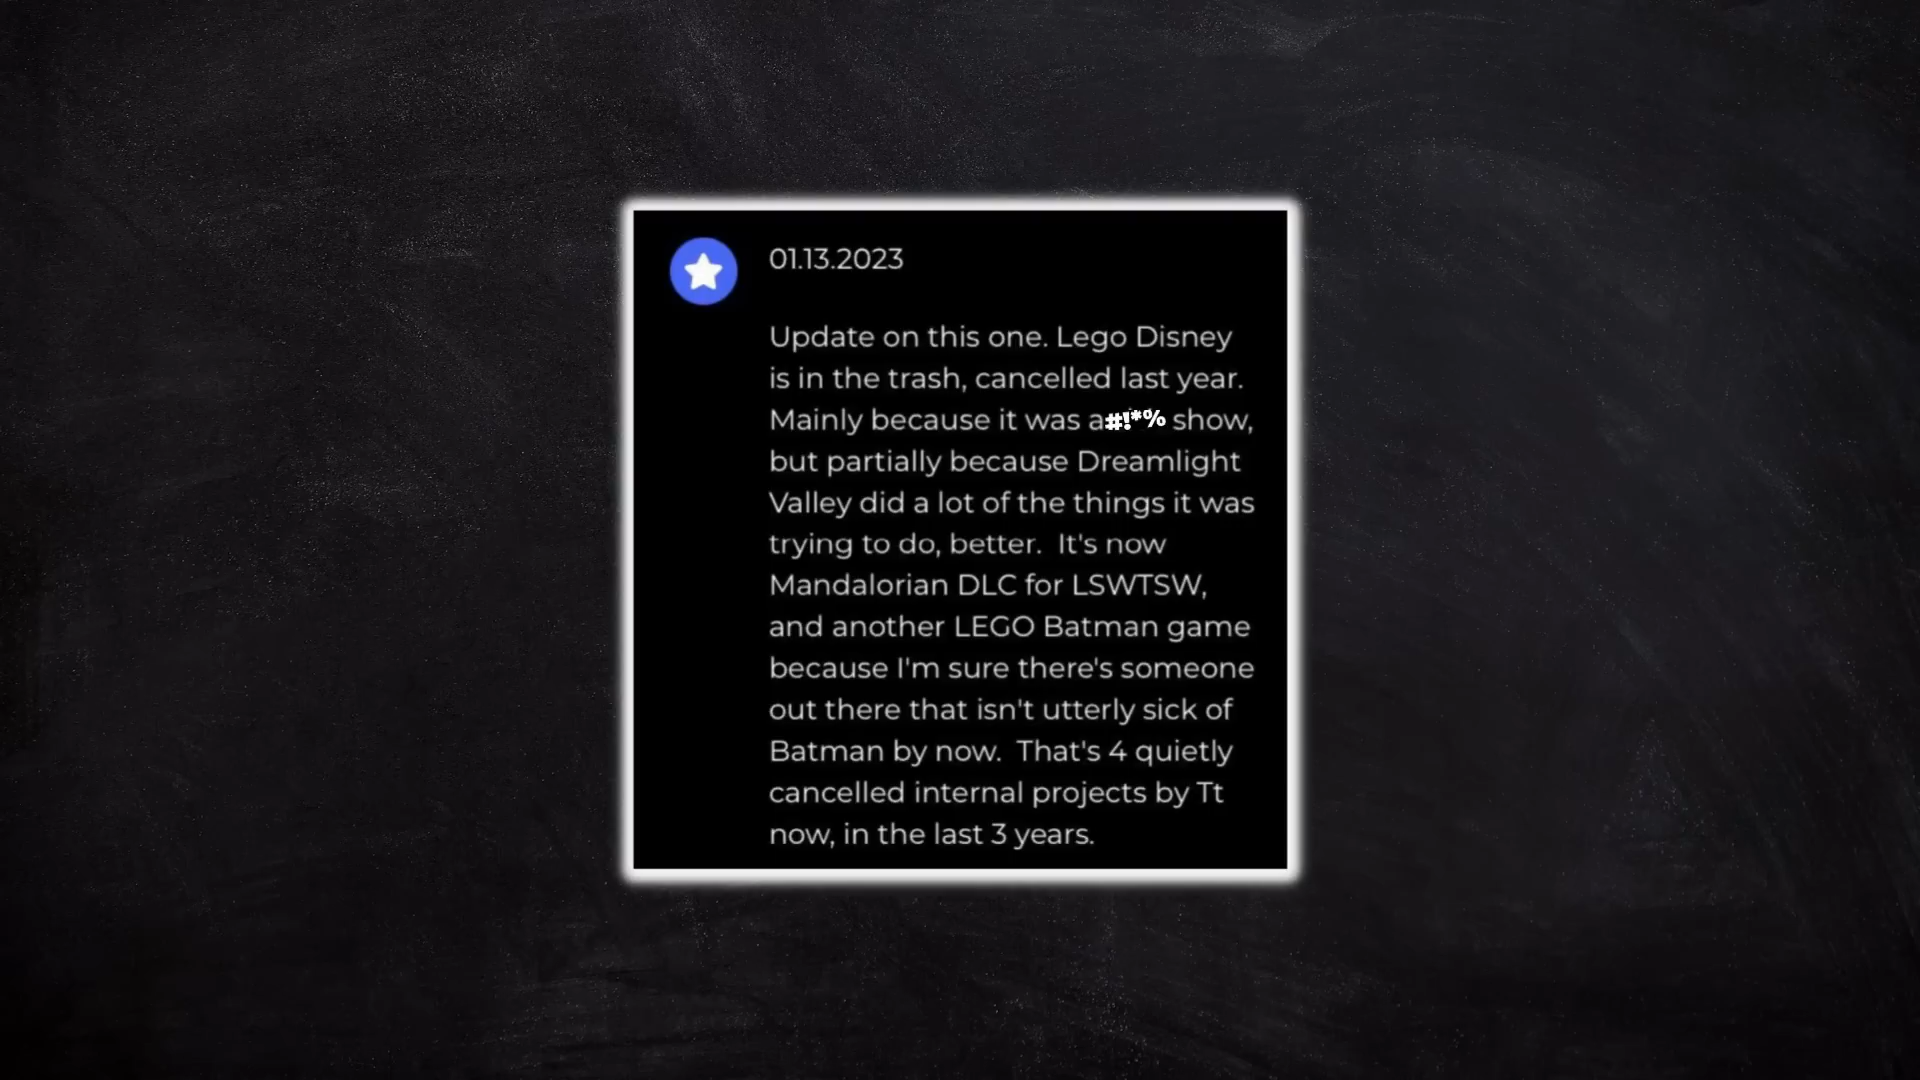 01.13.2023
Update on this one. Lego Disney
is in the trash, cancelled last year.
Mainly because it was a#!*% show,
but partially because Dreamlight
Valley did a lot of the things it was
trying to do, better.  It's now
Mandalorian DLC for LSWTSW,
and another LEGO Batman game
because I'm sure there's someone
out there that isn't utterly sick of
Batman by now.  That's 4 quietly
cancelled internal projects by Tt
now, in the last 3 years.